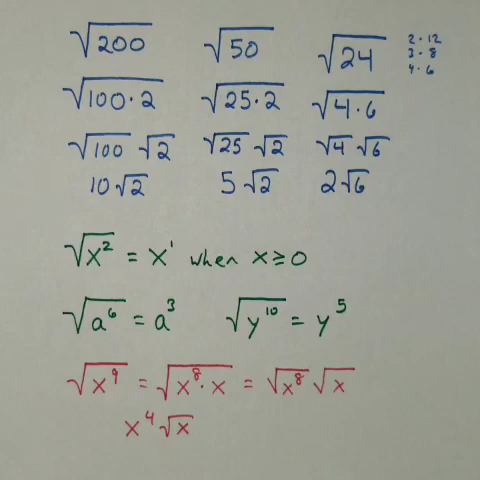 √200 √50 √24 2·12
3·8
4·6
√100·2 √25·2 √4·6
√100 √2 √25 √2 √4 √6
10√2 5√2 2√6
√x² = x¹ when x ≥ 0
√a⁶ = a³ √y¹⁰ = y⁵
√x⁹ = √x⁸·x = √x⁸ √x
x⁴√x